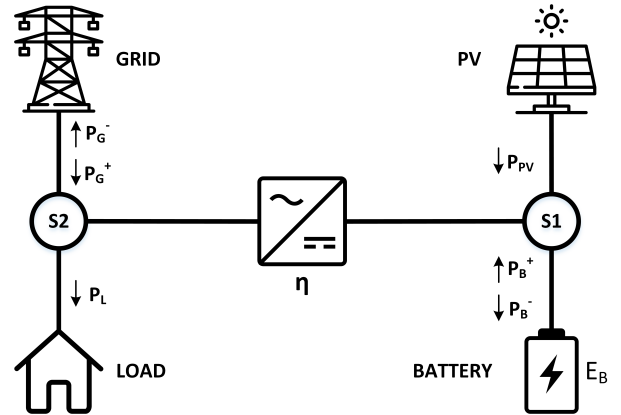 GRID
PV
P_G^-
P_G^+
P_PV
S2
S1
η
P_B^+
P_B^-
P_L
LOAD
BATTERY
E_B